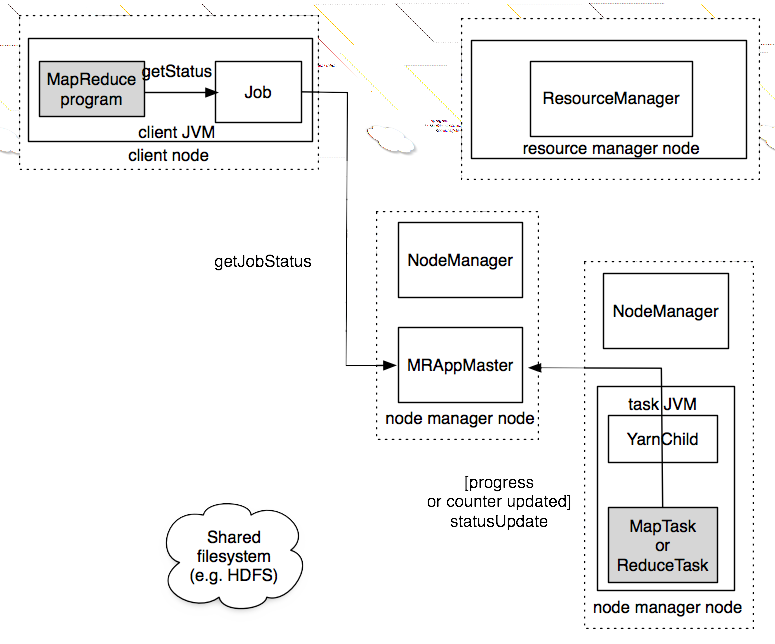 MapReduce
program
getStatus
Job
client JVM
client node
ResourceManager
resource manager node
getJobStatus
NodeManager
MRAppMaster
node manager node
NodeManager
task JVM
YarnChild
MapTask
or
ReduceTask
node manager node
[progress
or counter updated]
statusUpdate
Shared
filesystem
(e.g. HDFS)